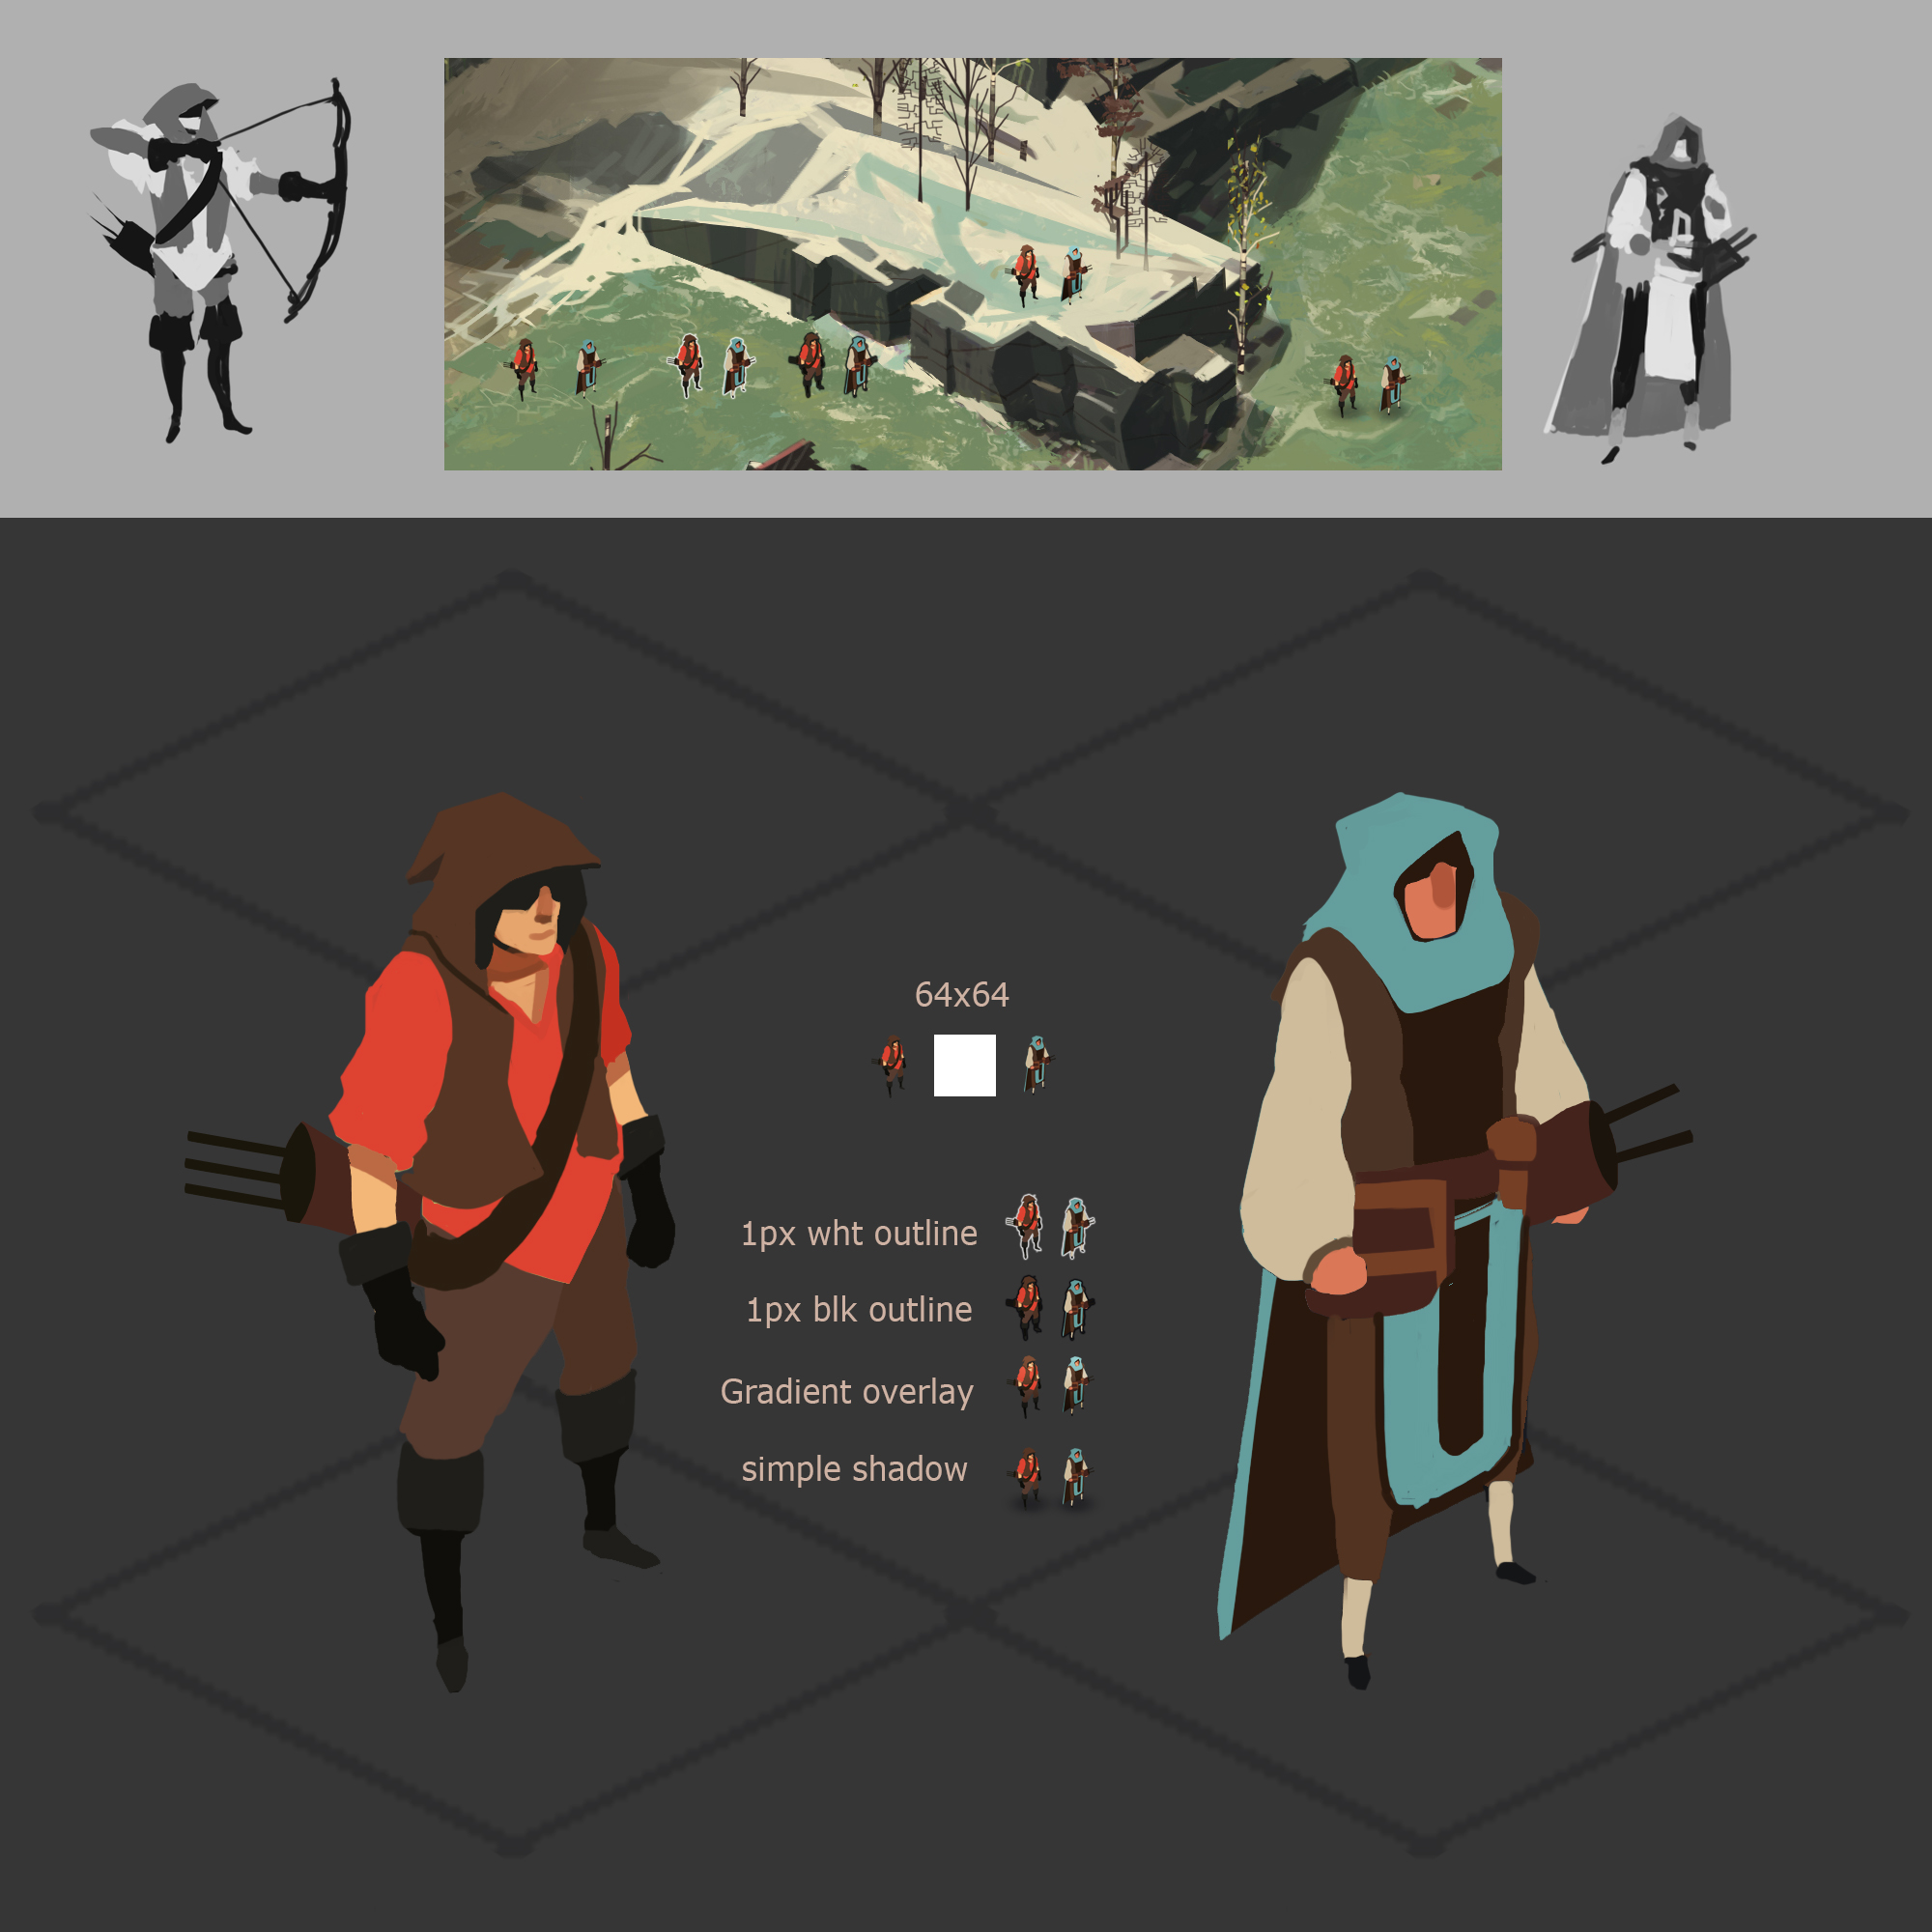 64x64
1px wht outline
1px blk outline
Gradient overlay
simple shadow